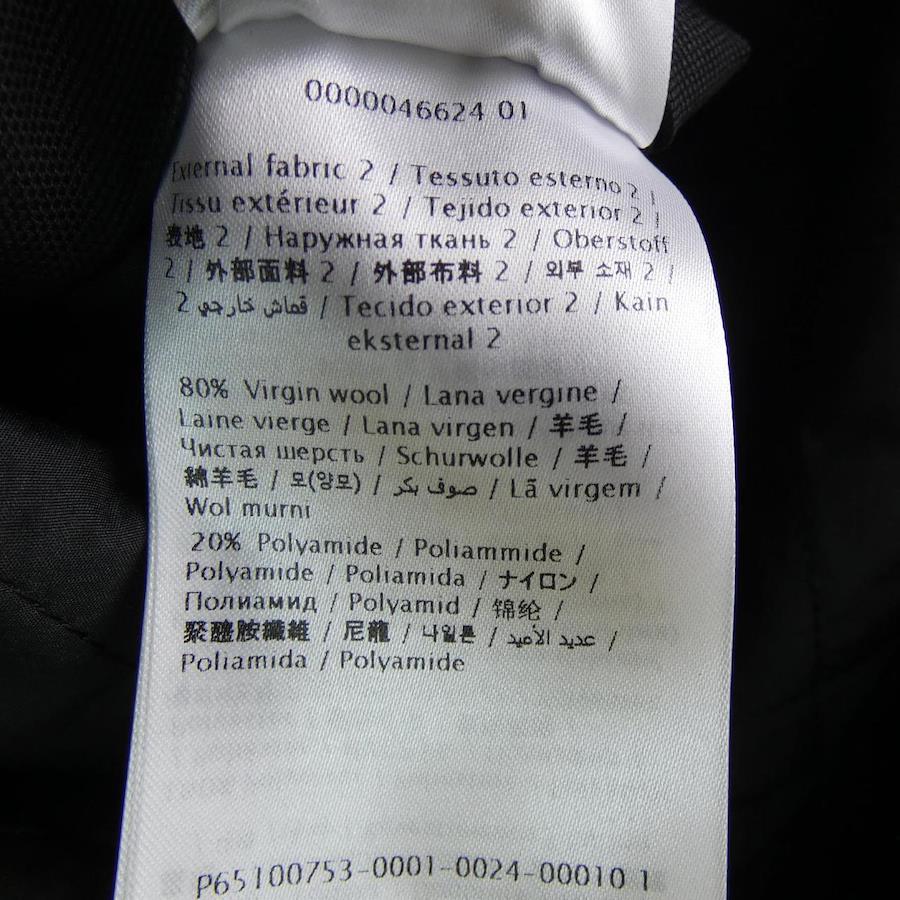 0000046624 01
External fabric 2 / Tessuto esterno 2 /
Tissu extérieur 2 / Tejido exterior 2 /
表地 2 / Наружная ткань 2 / Oberstoff
2 / 外部面料 2 / 外部布料 2 / 외부 소재 2 /
قماش خارجي 2 / Tecido exterior 2 / Kain
eksternal 2
80% Virgin wool / Lana vergine /
Laine vierge / Lana virgen / 羊毛 /
Чистая шерсть / Schurwolle / 羊毛 /
綿羊毛 / 모(양모) / صوف بكر / Lã virgem /
Wol murni
20% Polyamide / Poliammide /
Polyamide / Poliamida / ナイロン /
Полиамид / Polyamid / 锦纶 /
聚醯胺纖維 / 尼龍 / 나일론 / عديد الأميد /
Poliamida / Polyamide
P65100753-0001-0024-00010 1